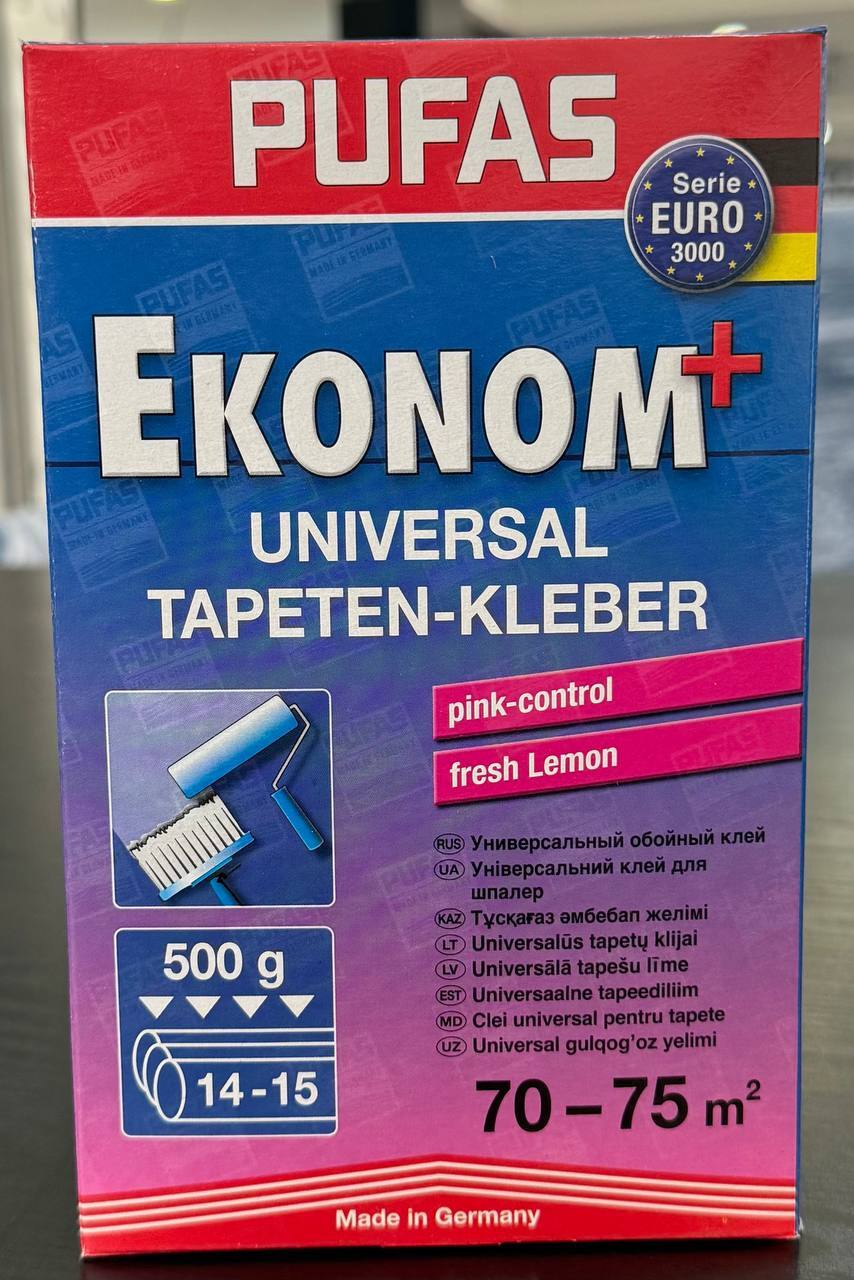 PUFAS
Serie
EURO
3000
EKONOM+
UNIVERSAL
TAPETEN-KLEBER
pink-control
fresh Lemon
RUS Универсальный обойный клей
UA Універсальний клей для
шпалер
KAZ Тұсқағаз әмбебап желімі
LT Universalūs tapetų klijai
LV Universālā tapešu līme
EST Universaalne tapeediliim
MD Clei universal pentru tapete
UZ Universal gulqog'oz yelimi
500 g
14-15
70 – 75 m²
Made in Germany